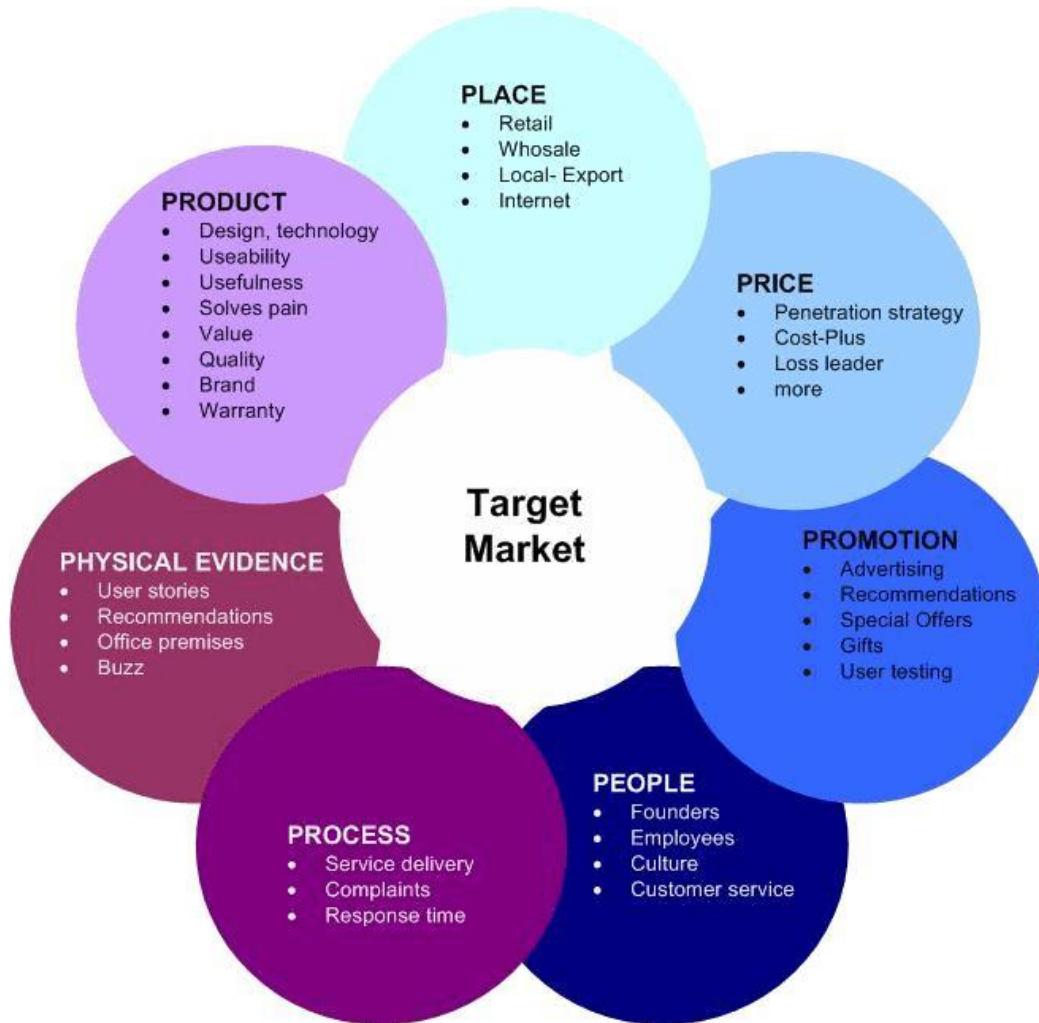 PLACE
• Retail
• Whosale
• Local- Export
• Internet
PRODUCT
• Design, technology
• Useability
• Usefulness
• Solves pain
• Value
• Quality
• Brand
• Warranty
PRICE
• Penetration strategy
• Cost-Plus
• Loss leader
• more
Target
Market
PHYSICAL EVIDENCE
• User stories
• Recommendations
• Office premises
• Buzz
PROMOTION
• Advertising
• Recommendations
• Special Offers
• Gifts
• User testing
PROCESS
• Service delivery
• Complaints
• Response time
PEOPLE
• Founders
• Employees
• Culture
• Customer service